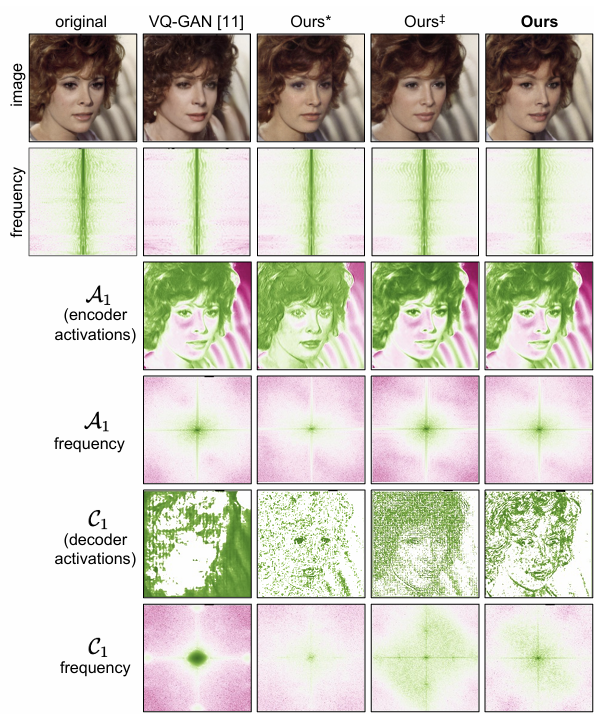 original VQ-GAN [11] Ours* Ours‡ Ours
image
frequency
𝒜₁
(encoder
activations)
𝒜₁
frequency
𝒞₁
(decoder
activations)
𝒞₁
frequency